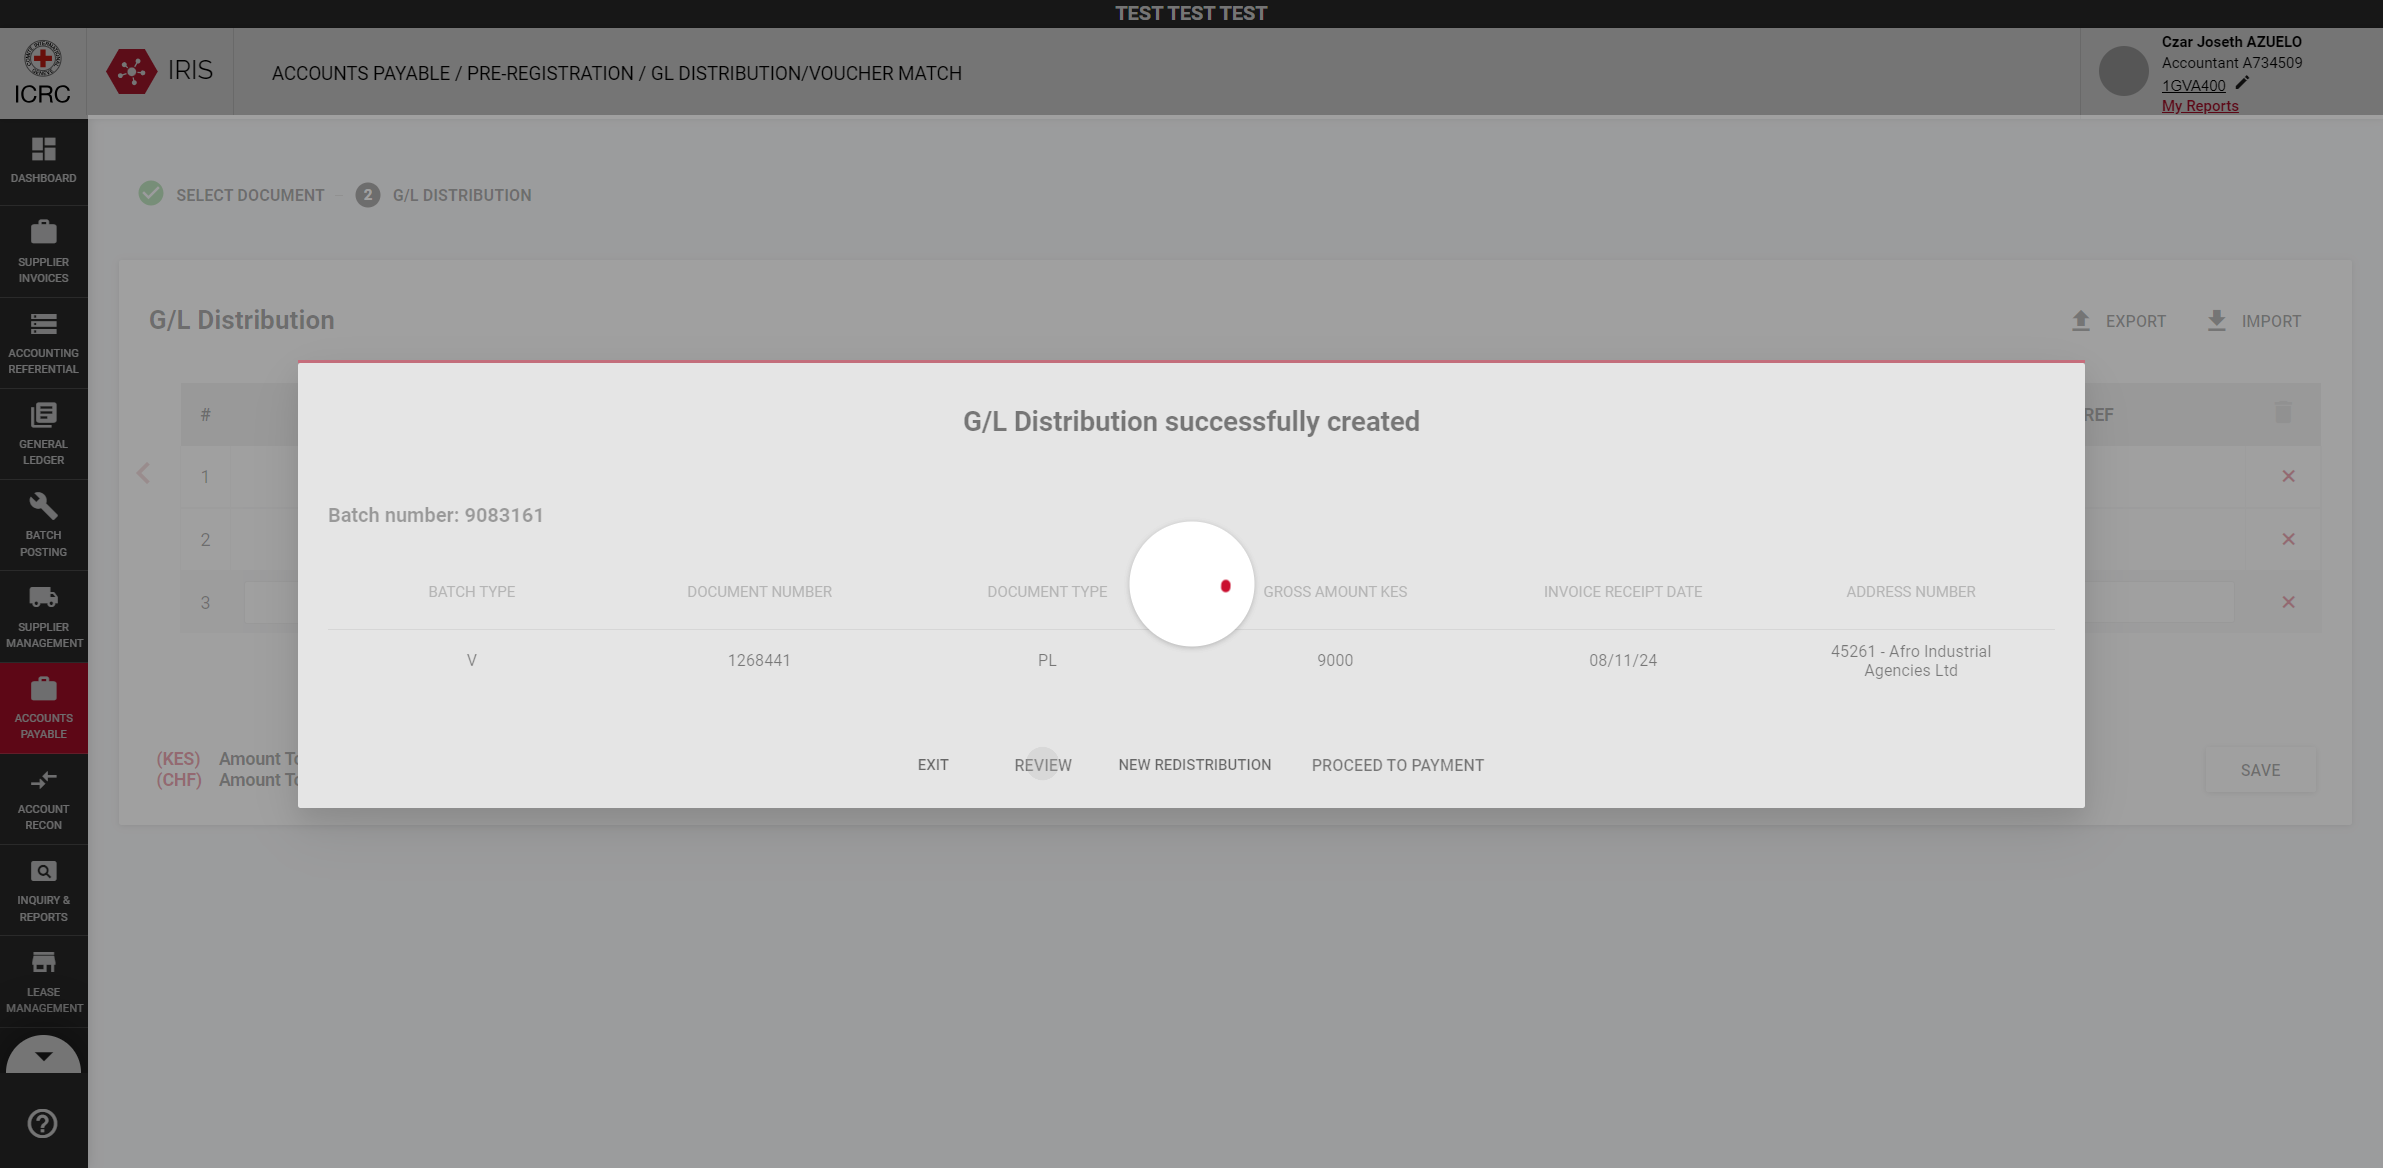 TEST TEST TEST
ICRC
IRIS
ACCOUNTS PAYABLE / PRE-REGISTRATION / GL DISTRIBUTION/VOUCHER MATCH
Czar Joseth AZUELO
Accountant A734509
1GVA400
My Reports
DASHBOARD
SUPPLIER
INVOICES
ACCOUNTING
REFERENTIAL
GENERAL
LEDGER
BATCH
POSTING
SUPPLIER
MANAGEMENT
ACCOUNTS
PAYABLE
ACCOUNT
RECON
INQUIRY &
REPORTS
LEASE
MANAGEMENT
SELECT DOCUMENT
2 G/L DISTRIBUTION
G/L Distribution
EXPORT IMPORT
# REF
1
2
3
G/L Distribution successfully created
Batch number: 9083161
BATCH TYPE DOCUMENT NUMBER DOCUMENT TYPE GROSS AMOUNT KES INVOICE RECEIPT DATE ADDRESS NUMBER
V 1268441 PL 9000 08/11/24 45261 - Afro Industrial
Agencies Ltd
EXIT REVIEW NEW REDISTRIBUTION PROCEED TO PAYMENT
(KES) Amount
(CHF) Amount
SAVE